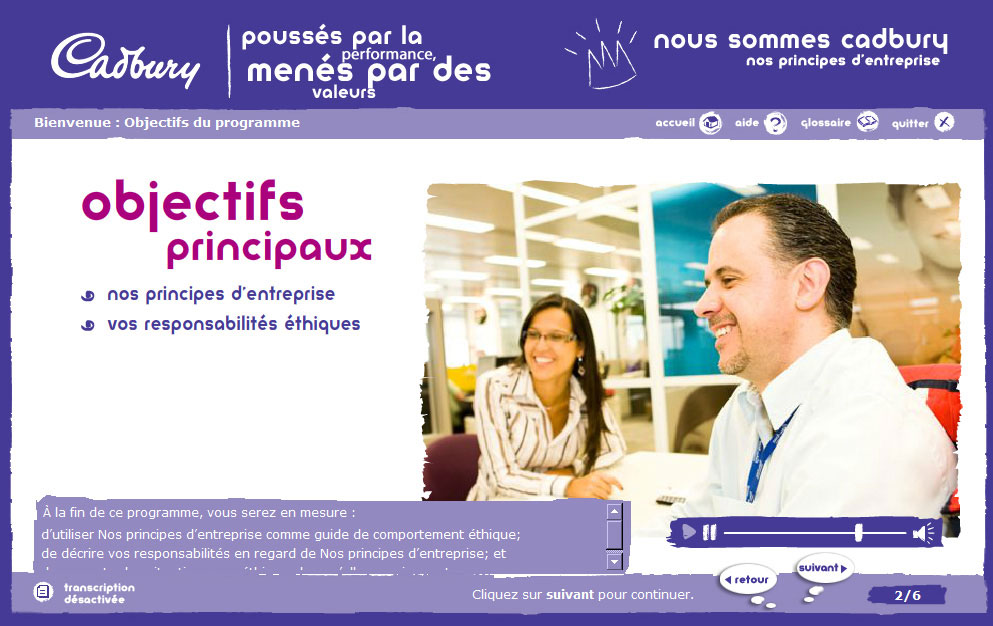 Cadbury
poussés par la
performance,
menés par des
valeurs
nous sommes cadbury
nos principes d'entreprise
Bienvenue : Objectifs du programme
accueil
aide
?
glossaire
quitter
X
objectifs
principaux
nos principes d'entreprise
vos responsabilités éthiques
À la fin de ce programme, vous serez en mesure :
d'utiliser Nos principes d'entreprise comme guide de comportement éthique;
de décrire vos responsabilités en regard de Nos principes d'entreprise; et
transcription
désactivée
Cliquez sur suivant pour continuer.
retour
suivant
2/6